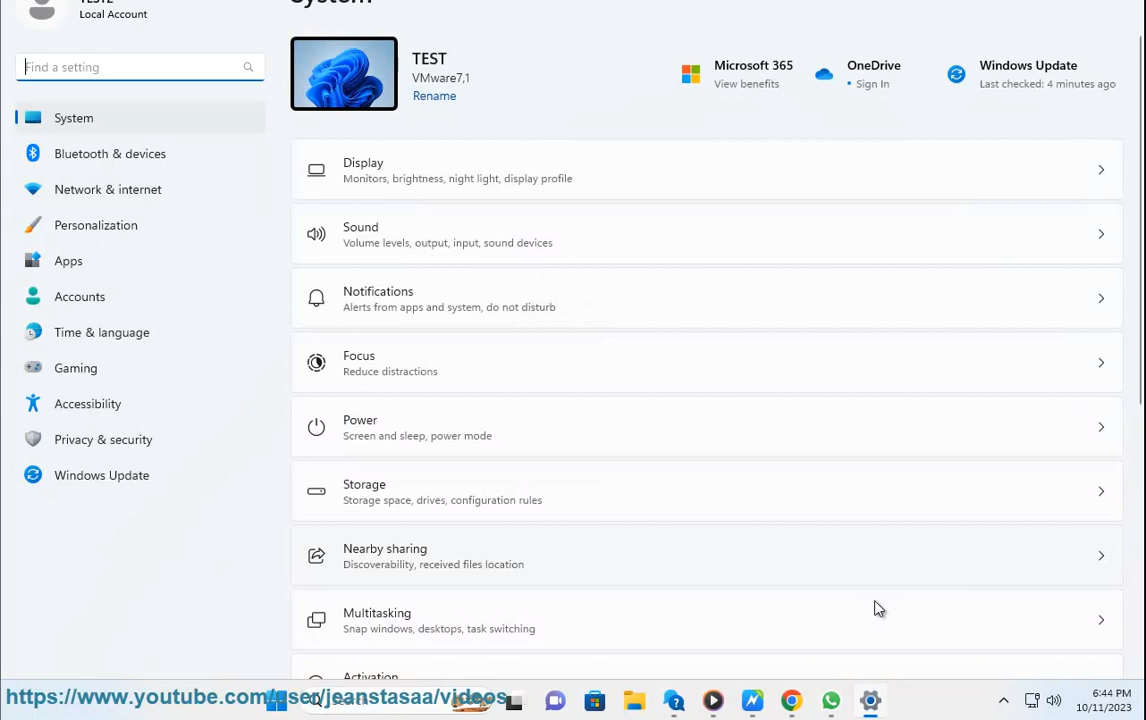 Local Account
System
Find a setting
TEST
VMware7,1
Rename
Microsoft 365
View benefits
OneDrive
• Sign In
Windows Update
Last checked: 4 minutes ago
System
Bluetooth & devices
Network & internet
Personalization
Apps
Accounts
Time & language
Gaming
Accessibility
Privacy & security
Windows Update
Display
Monitors, brightness, night light, display profile
Sound
Volume levels, output, input, sound devices
Notifications
Alerts from apps and system, do not disturb
Focus
Reduce distractions
Power
Screen and sleep, power mode
Storage
Storage space, drives, configuration rules
Nearby sharing
Discoverability, received files location
Multitasking
Snap windows, desktops, task switching
Activation
https://www.youtube.com/user/jeanstasaa/videos
6:44 PM
10/11/2023